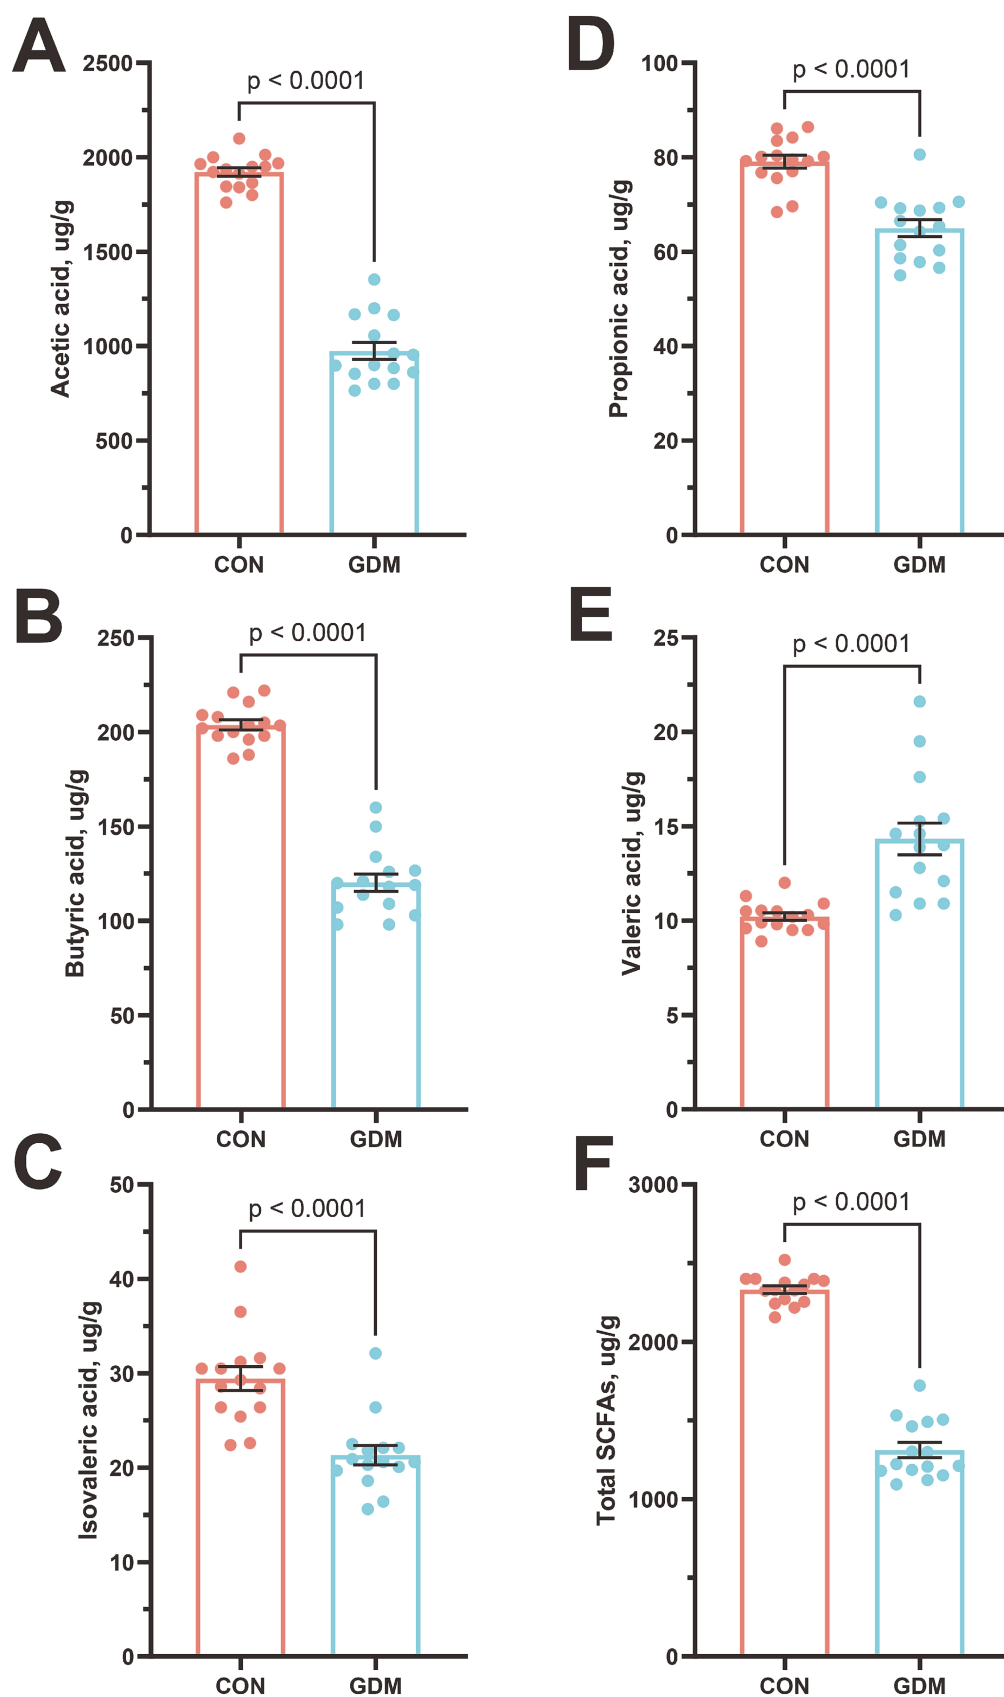 A
2500
2000
1500
1000
500
0
Acetic acid, ug/g
p < 0.0001
CON
GDM
D
100
80
60
40
20
0
Propionic acid, ug/g
p < 0.0001
CON
GDM
B
250
200
150
100
50
0
Butyric acid, ug/g
p < 0.0001
CON
GDM
E
25
20
15
10
5
0
Valeric acid, ug/g
p < 0.0001
CON
GDM
C
50
40
30
20
10
0
Isovaleric acid, ug/g
p < 0.0001
CON
GDM
F
3000
2000
1000
0
Total SCFAs, ug/g
p < 0.0001
CON
GDM